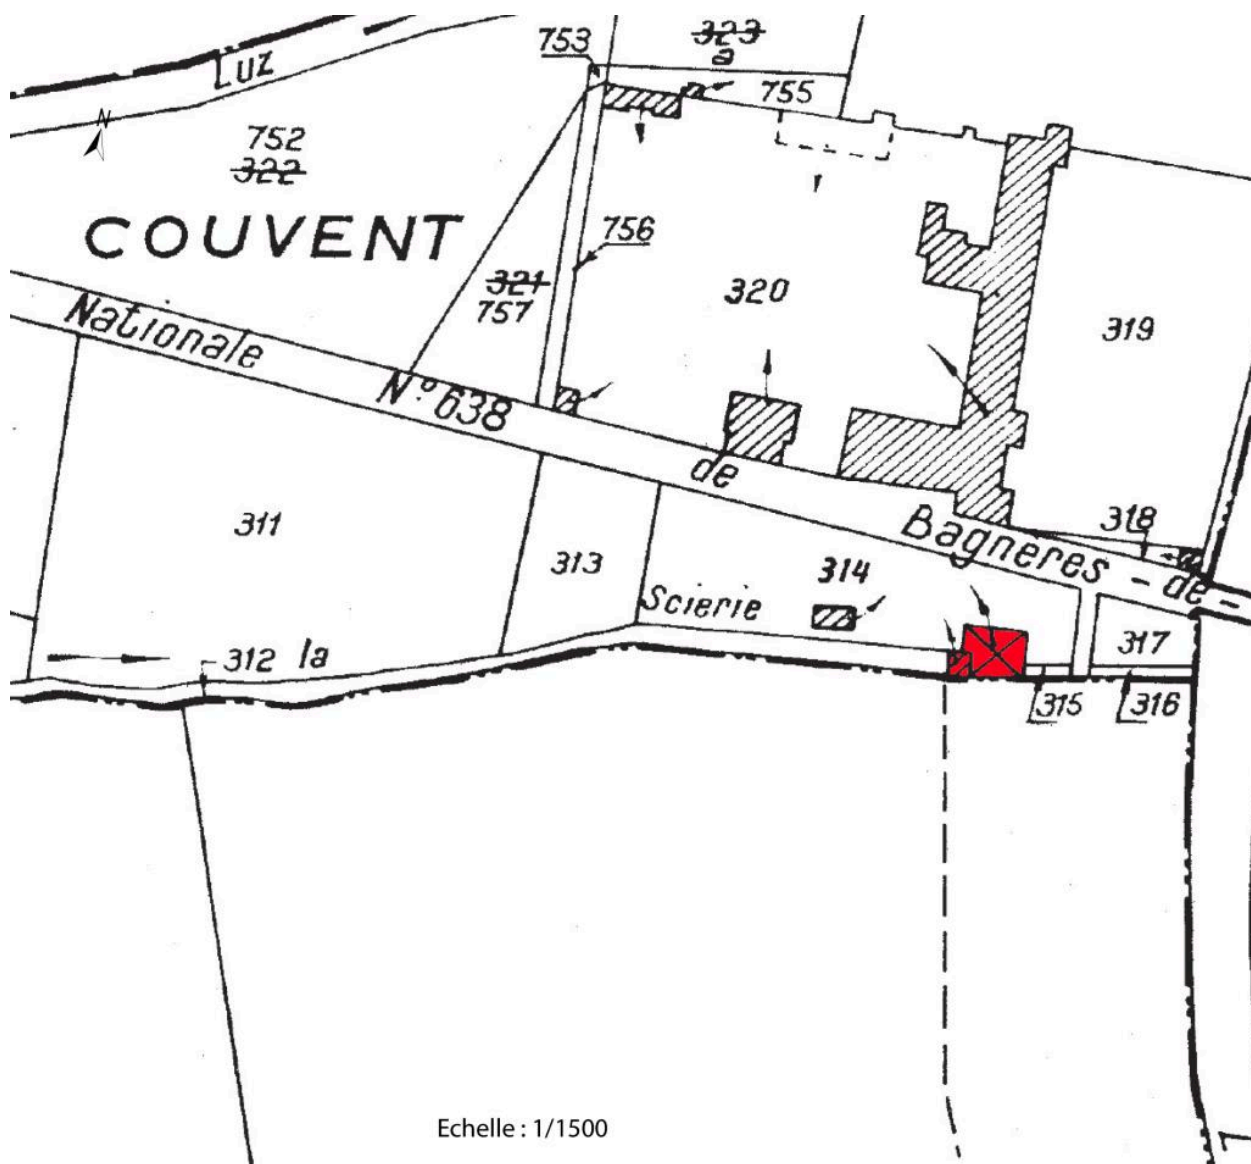 753
323
a
Luz
755
N
752
322
COUVENT
756
321
757
320
319
Nationale
N° 638
de
Bagneres - de -
318
311
313
314
Scierie
317
312 la
315
316
Echelle : 1/1500